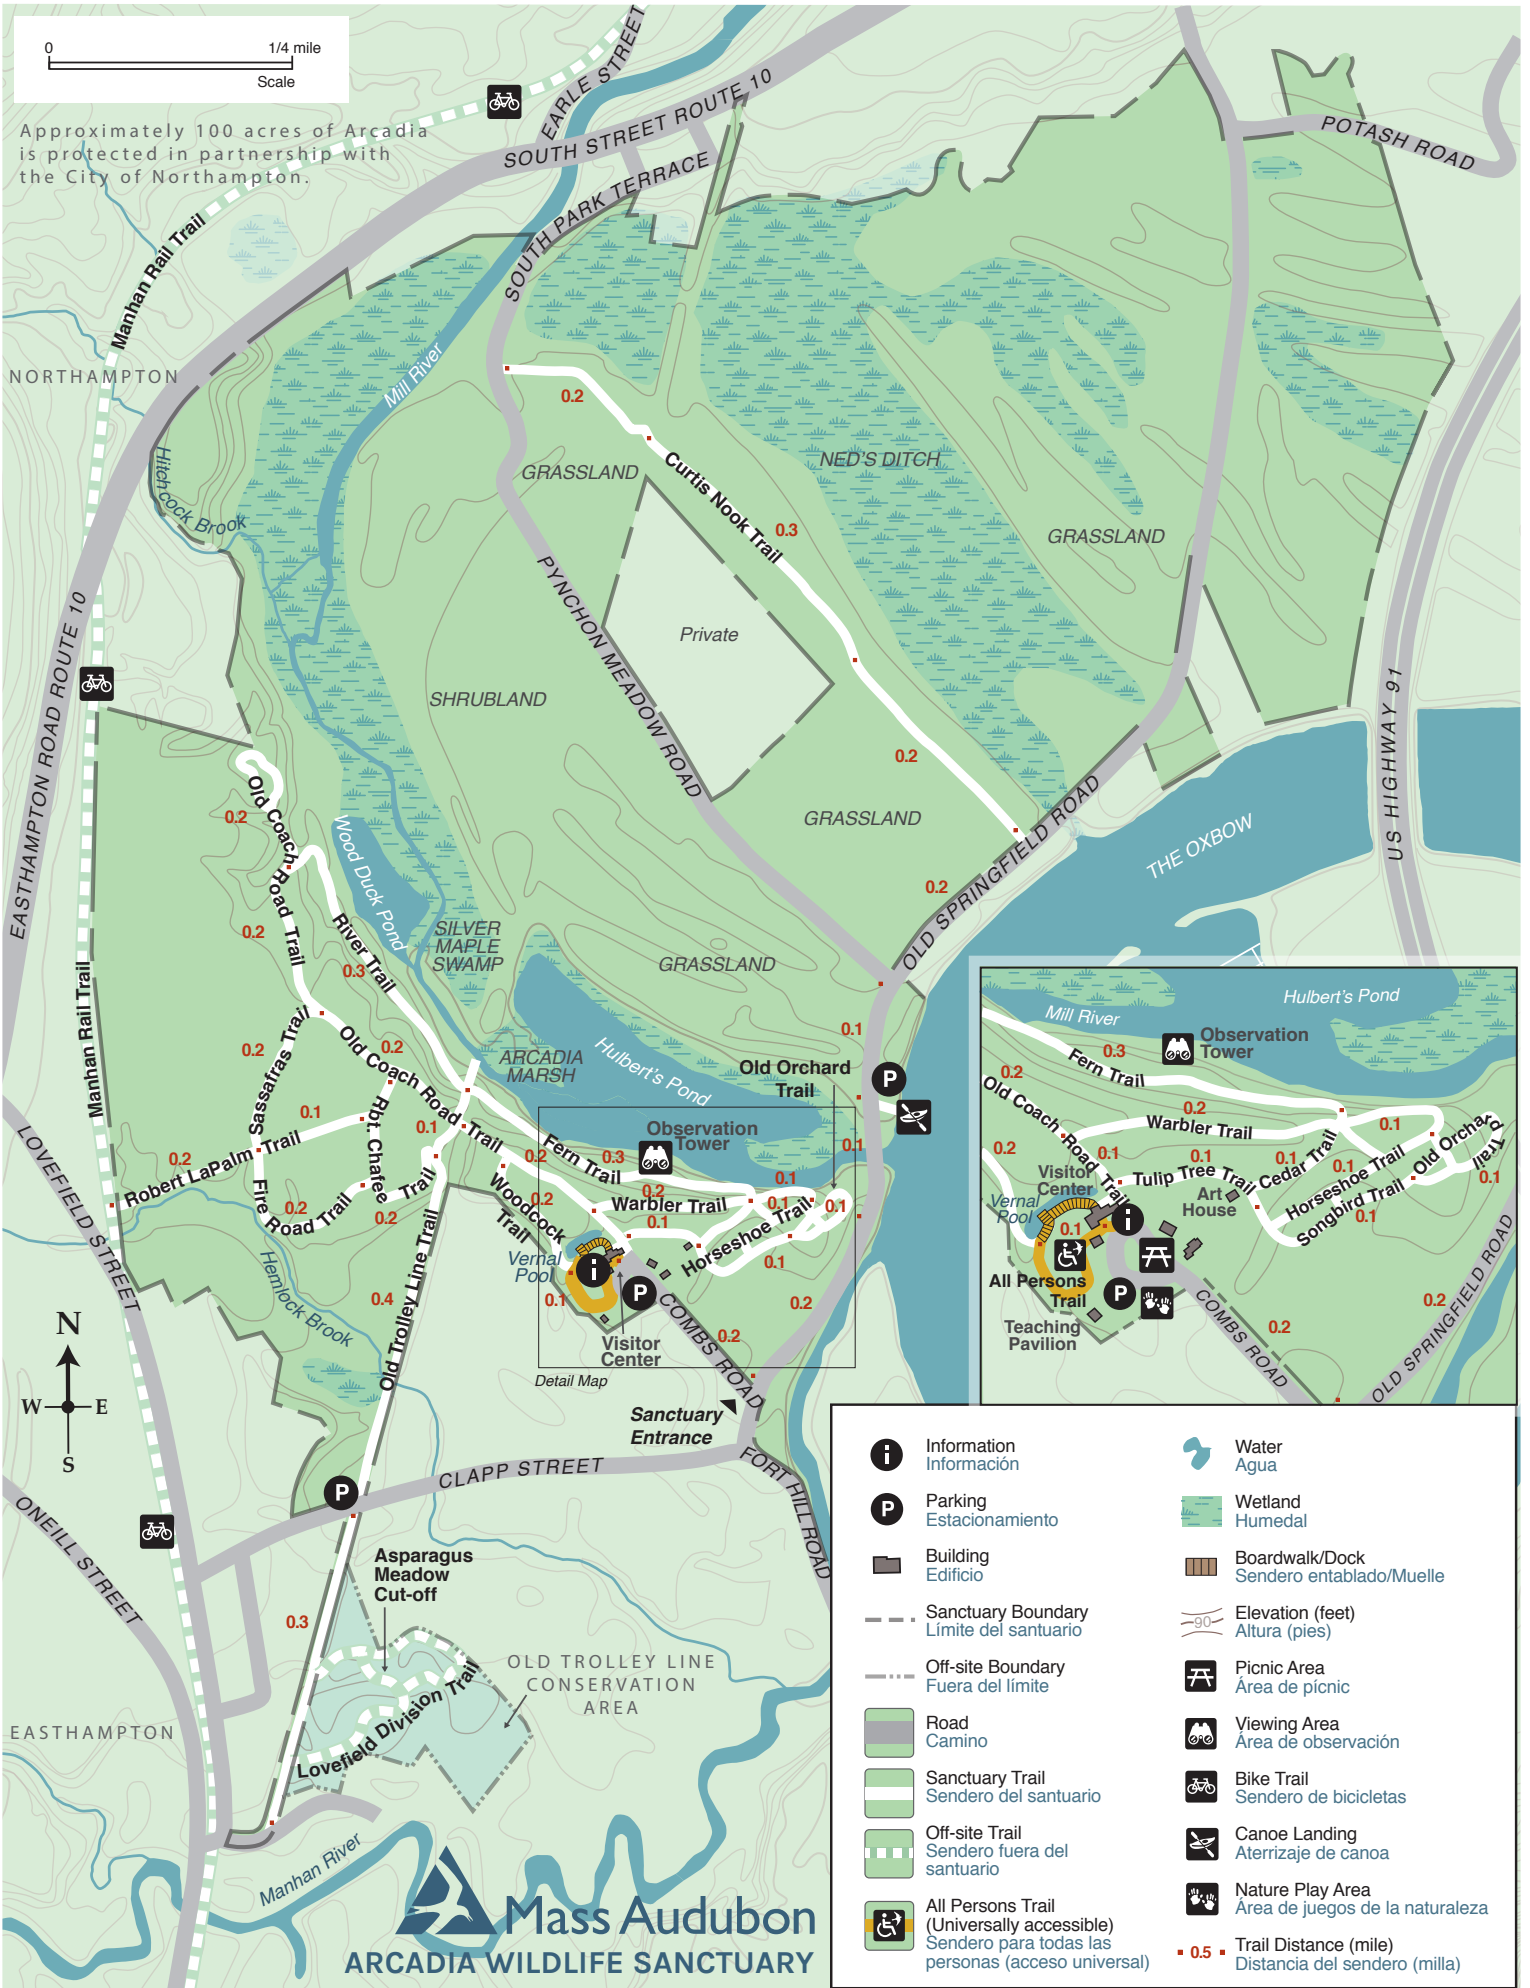 0 1/4 mile
Scale
Approximately 100 acres of Arcadia
is protected in partnership with
the City of Northampton.
EARLE STREET
SOUTH STREET ROUTE 10
SOUTH PARK TERRACE
POTASH ROAD
Manhan Rail Trail
NORTHAMPTON
Mill River
Hitchcock Brook
0.2
GRASSLAND
Curtis Nook Trail
NED'S DITCH
0.3
GRASSLAND
PYNCHON MEADOW ROAD
Private
EASTHAMPTON ROAD ROUTE 10
SHRUBLAND
US HIGHWAY 91
0.2
GRASSLAND
OLD SPRINGFIELD ROAD
THE OXBOW
0.2
Old Coach Road Trail
0.2
Wood Duck Pond
0.2
River Trail
0.3
SILVER
MAPLE
SWAMP
GRASSLAND
Manhan Rail Trail
Sassafras Trail
0.2
Old Coach Road Trail
0.2
ARCADIA
MARSH
Hulbert's Pond
0.1
Old Orchard
Trail
P
0.1
Rbt. Chafee Trail
0.1
Observation
Tower
0.1
LOVEFIELD STREET
0.2
Robert LaPalm Trail
Fire Road Trail
0.2
0.2
0.2
Fern Trail
0.3
Woodcock
Trail
0.2
0.2
Warbler Trail
0.1
0.1
0.1
0.1
Horseshoe Trail
0.1
Vernal
Pool
i
P
0.1
0.2
Hemlock Brook
0.4
Old Trolley Line Trail
COMBS ROAD
0.2
Visitor
Center
Detail Map
Sanctuary
Entrance
N
W E
S
P
CLAPP STREET
FORT HILL ROAD
ONEILL STREET
Asparagus
Meadow
Cut-off
0.3
OLD TROLLEY LINE
CONSERVATION
AREA
Lovefield Division Trail
EASTHAMPTON
Manhan River
Mass Audubon
ARCADIA WILDLIFE SANCTUARY
Hulbert's Pond
Mill River
Observation
Tower
0.3
Fern Trail
0.2
Old Coach Road Trail
0.2
Warbler Trail
0.1
Old Orchard Trail
0.2
0.1
0.1
0.1
0.1
0.1
Visitor
Center
Tulip Tree Trail
Cedar Trail
Horseshoe Trail
Art
House
Songbird Trail
0.1
Vernal
Pool
0.1
i
All Persons
Trail
P
Teaching
Pavilion
COMBS ROAD
0.2
0.2
OLD SPRINGFIELD ROAD
i
Information
Información
P
Parking
Estacionamiento
Building
Edificio
Sanctuary Boundary
Límite del santuario
Off-site Boundary
Fuera del límite
Road
Camino
Sanctuary Trail
Sendero del santuario
Off-site Trail
Sendero fuera del
santuario
All Persons Trail
(Universally accessible)
Sendero para todas las
personas (acceso universal)
Water
Agua
Wetland
Humedal
Boardwalk/Dock
Sendero entablado/Muelle
90
Elevation (feet)
Altura (pies)
Picnic Area
Área de pícnic
Viewing Area
Área de observación
Bike Trail
Sendero de bicicletas
Canoe Landing
Aterrizaje de canoa
Nature Play Area
Área de juegos de la naturaleza
0.5
Trail Distance (mile)
Distancia del sendero (milla)